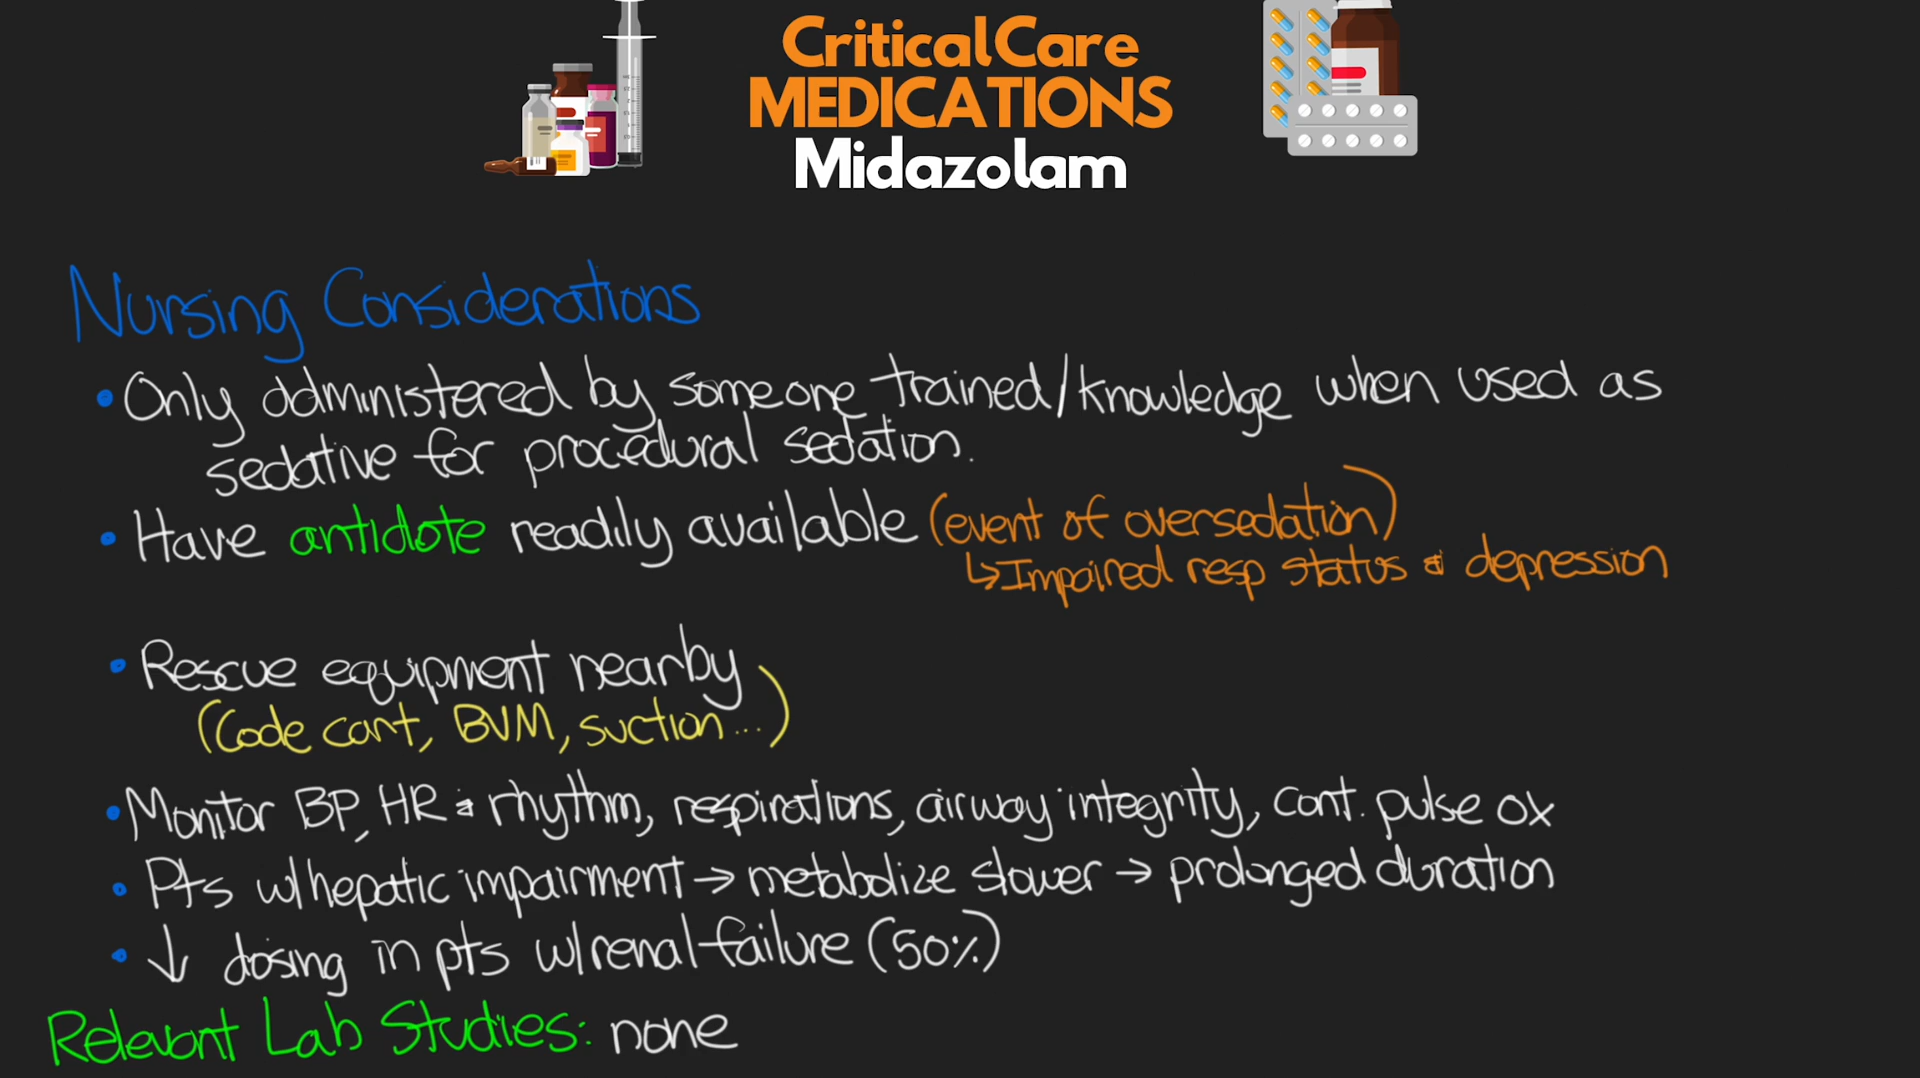 Critical Care
MEDICATIONS
Midazolam
Nursing Considerations
• Only administered by someone trained/knowledge when used as
sedative for procedural sedation.
• Have antidote readily available (event of oversedation)
↳ Impaired resp status & depression
• Rescue equipment nearby
(Code cart, BVM, suction...)
• Monitor BP, HR & rhythm, respirations, airway integrity, cont. pulse ox
• Pts w/hepatic impairment → metabolize slower → prolonged duration
• ↓ dosing in pts w/renal failure (50%)
Relevant Lab Studies: none